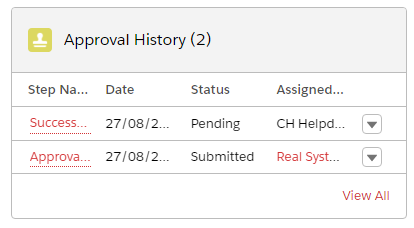 Approval History (2)
Step Na... Date Status Assigned...
Success... 27/08/2... Pending CH Helpd...
Approva... 27/08/2... Submitted Real Syst...
View All